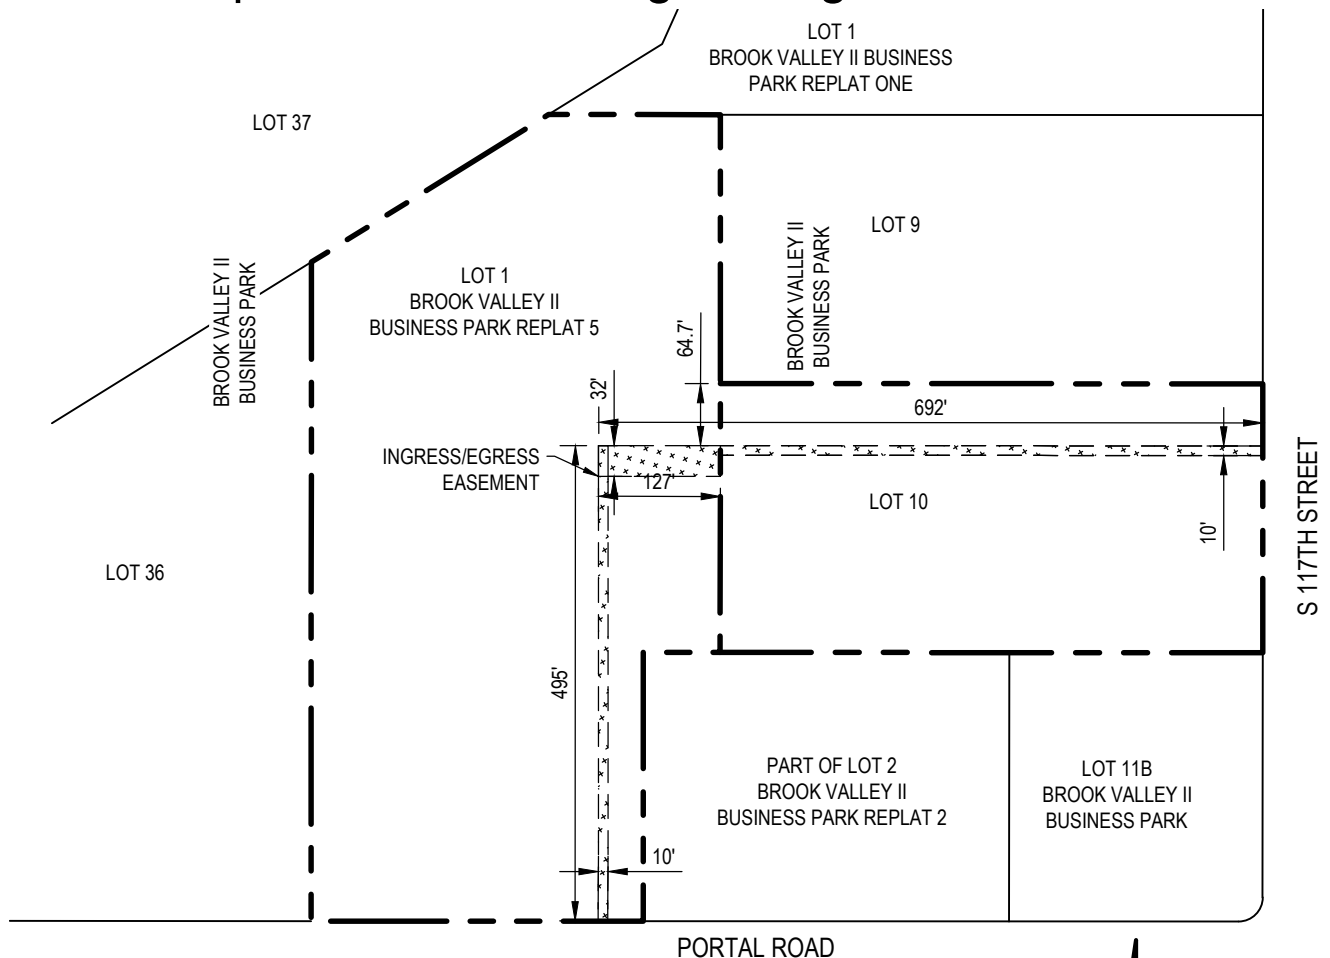 LOT 1
BROOK VALLEY II BUSINESS
PARK REPLAT ONE
LOT 37
LOT 9
BROOK VALLEY II
BUSINESS PARK
BROOK VALLEY II
BUSINESS PARK
LOT 1
BROOK VALLEY II
BUSINESS PARK REPLAT 5
64.7'
32'
692'
INGRESS/EGRESS
EASEMENT
127'
LOT 10
10'
S 117TH STREET
LOT 36
495'
PART OF LOT 2
BROOK VALLEY II
BUSINESS PARK REPLAT 2
LOT 11B
BROOK VALLEY II
BUSINESS PARK
10'
PORTAL ROAD